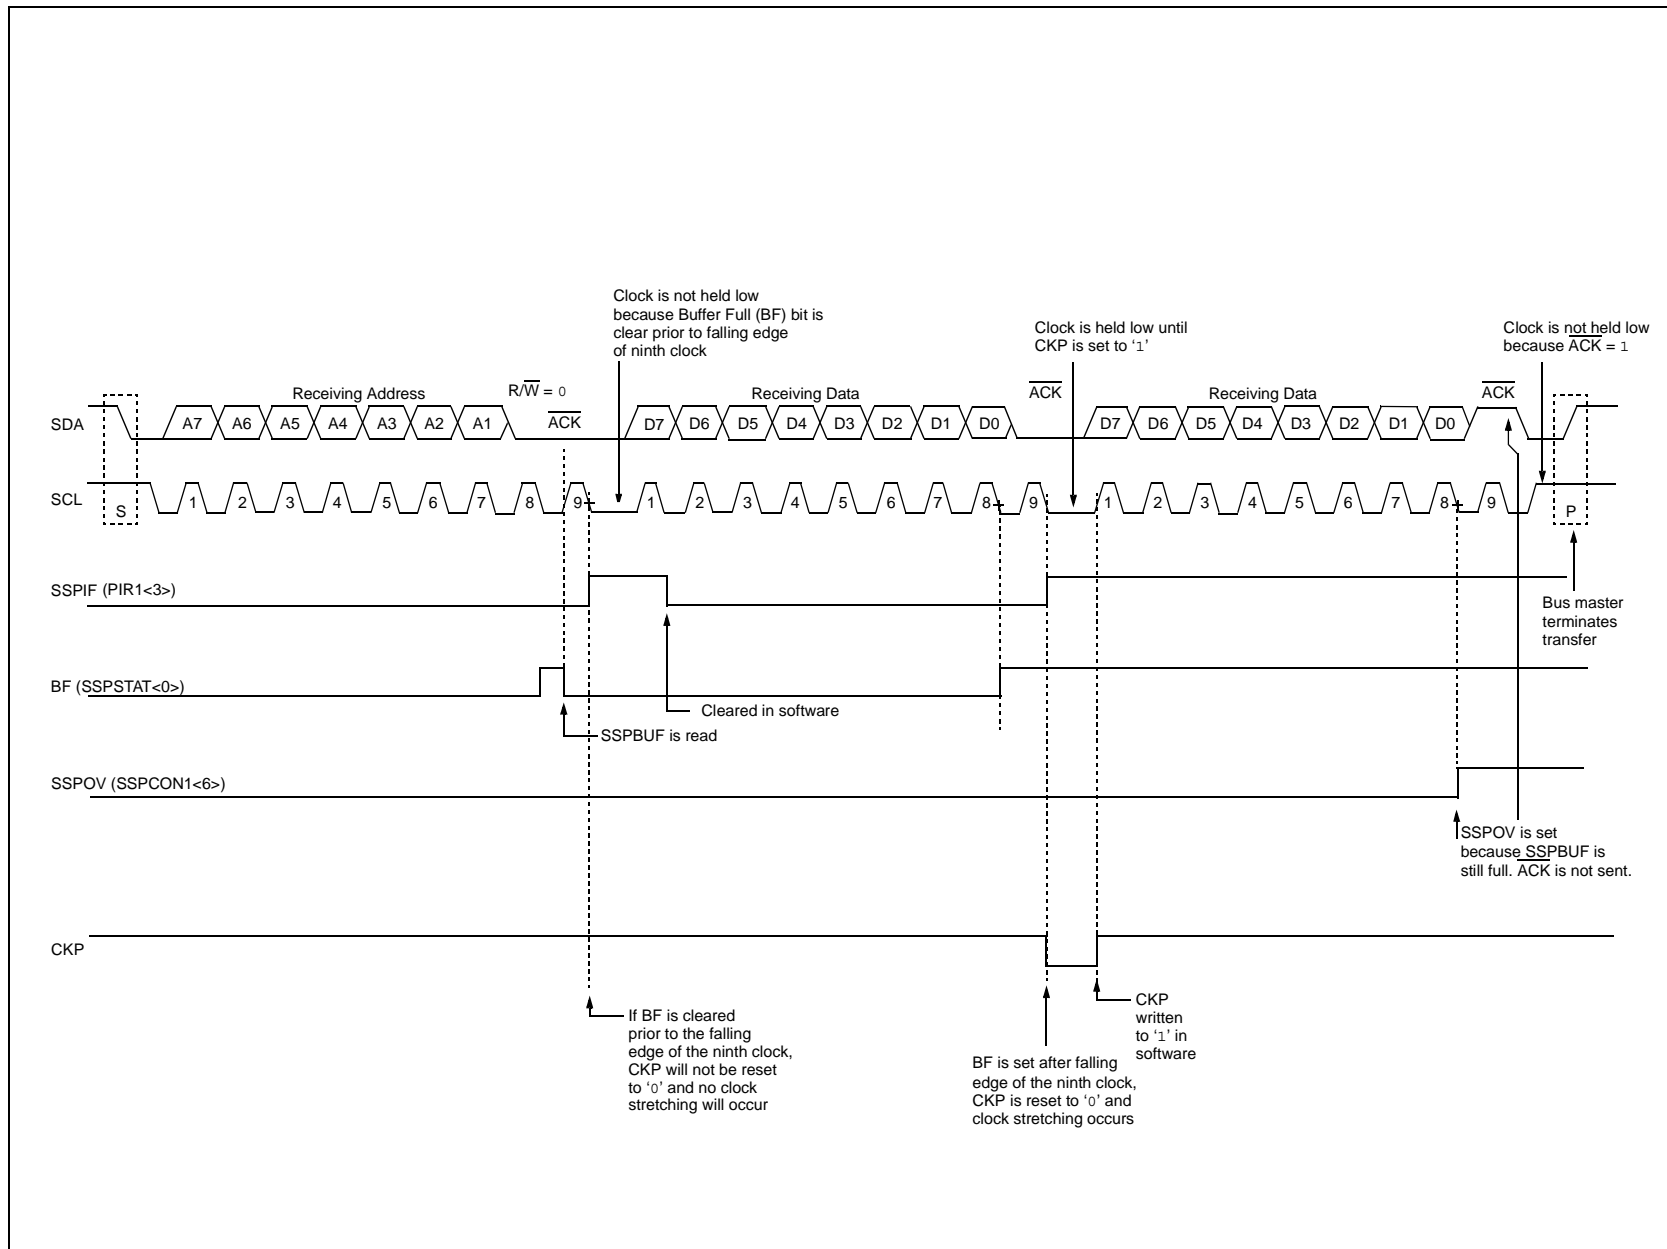 Clock is not held low
because Buffer Full (BF) bit is
clear prior to falling edge
of ninth clock
Clock is held low until
CKP is set to ‘1’
Clock is not held low
because ACK = 1
Receiving Address
R/W = 0
ACK
Receiving Data
ACK
Receiving Data
ACK
SDA
A7 A6 A5 A4 A3 A2 A1
D7 D6 D5 D4 D3 D2 D1 D0
D7 D6 D5 D4 D3 D2 D1 D0
SCL
S
1 2 3 4 5 6 7 8 9
1 2 3 4 5 6 7 8 9
1 2 3 4 5 6 7 8 9
P
SSPIF (PIR1<3>)
Bus master
terminates
transfer
BF (SSPSTAT<0>)
Cleared in software
SSPBUF is read
SSPOV (SSPCON1<6>)
SSPOV is set
because SSPBUF is
still full. ACK is not sent.
CKP
If BF is cleared
prior to the falling
edge of the ninth clock,
CKP will not be reset
to ‘0’ and no clock
stretching will occur
BF is set after falling
edge of the ninth clock,
CKP is reset to ‘0’ and
clock stretching occurs
CKP
written
to ‘1’ in
software